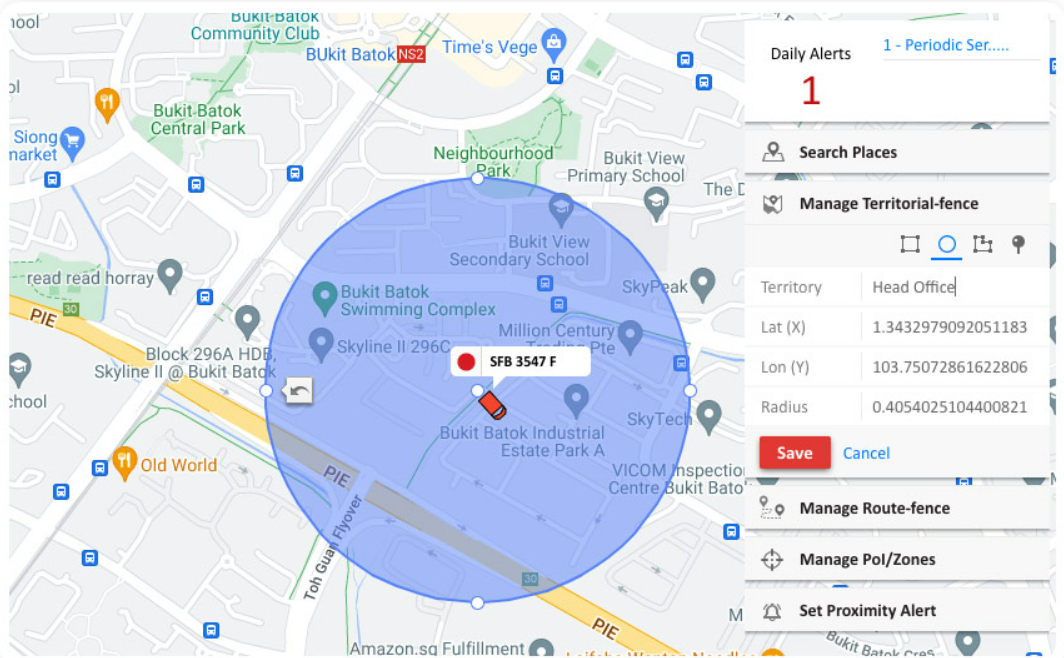 hool
Bukit Batok
Community Club
BUkit Batok NS2
Time's Vege
Bukit Batok
Central Park
Siong
market
Neighbourhood
Park
Bukit View
Primary School
The D
Bukit View
Secondary School
read read horray
SkyPeak
Bukit Batok
Swimming Complex
30
PIE
Skyline II 296C
Million Century
Trading Pte
Block 296A HDB,
Skyline II @ Bukit Batok
SFB 3547 F
chool
SkyTech
Bukit Batok Industrial
Estate Park A
Old World
PIE
VICOM Inspectio
Centre Bukit Bato
Toh Guan Flyover
30
PIE
Amazon.sg Fulfillment
Bukit Batok Cres
Daily Alerts
1
1 - Periodic Ser.....
Search Places
Manage Territorial-fence
Territory Head Office
Lat (X) 1.3432979092051183
Lon (Y) 103.75072861622806
Radius 0.4054025104400821
Save Cancel
Manage Route-fence
Manage PoI/Zones
Set Proximity Alert